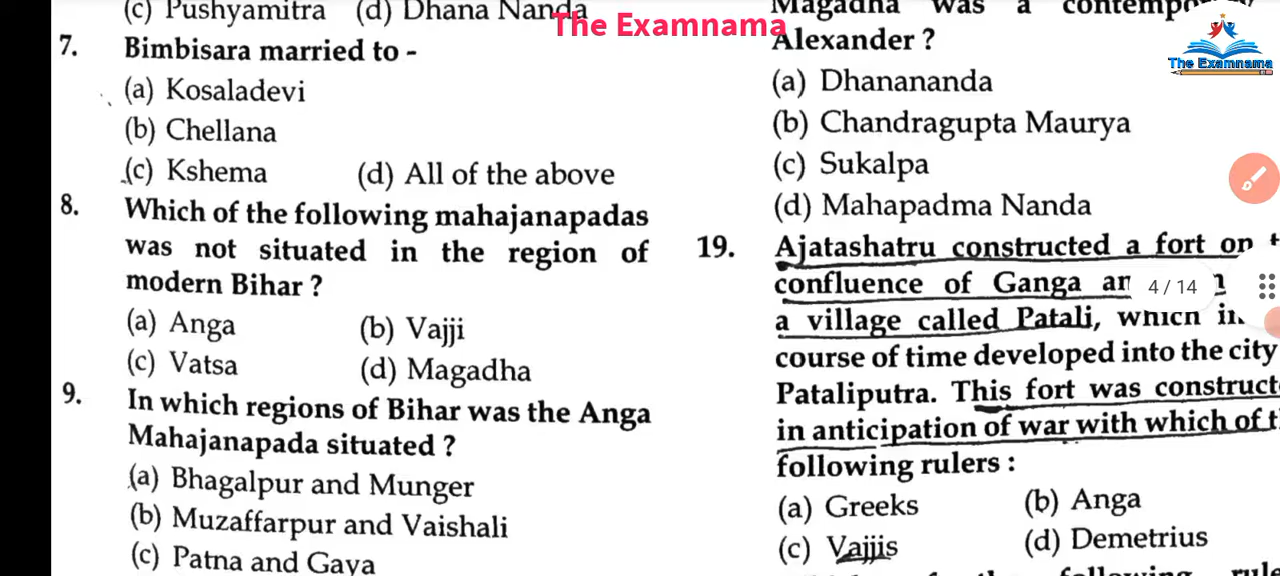 (c) Pushyamitra (d) Dhana Nanda
7. Bimbisara married to -
(a) Kosaladevi
(b) Chellana
(c) Kshema (d) All of the above
8. Which of the following mahajanapadas
was not situated in the region of
modern Bihar ?
(a) Anga (b) Vajji
(c) Vatsa (d) Magadha
9. In which regions of Bihar was the Anga
Mahajanapada situated ?
(a) Bhagalpur and Munger
(b) Muzaffarpur and Vaishali
(c) Patna and Gaya
The Examnama
Magadha was a
Alexander ?
(a) Dhanananda
(b) Chandragupta Maurya
(c) Sukalpa
(d) Mahapadma Nanda
19. Ajatashatru constructed a fort on
confluence of Ganga
a village called Patali, which
course of time developed into the city
Pataliputra. This fort was
in anticipation of war with which of
following rulers :
(a) Greeks (b) Anga
(c) Vajjis (d) Demetrius
following
The Examnama
4 / 14